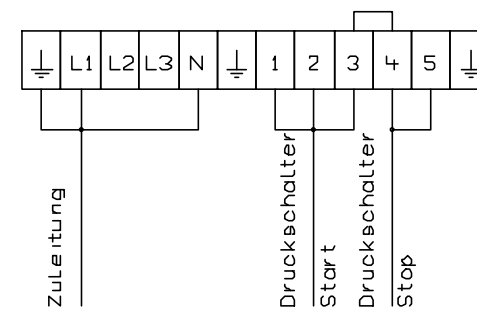 L1 L2 L3 N 1 2 3 4 5
Zuleitung
Druckschalter
Start
Druckschalter
Stop